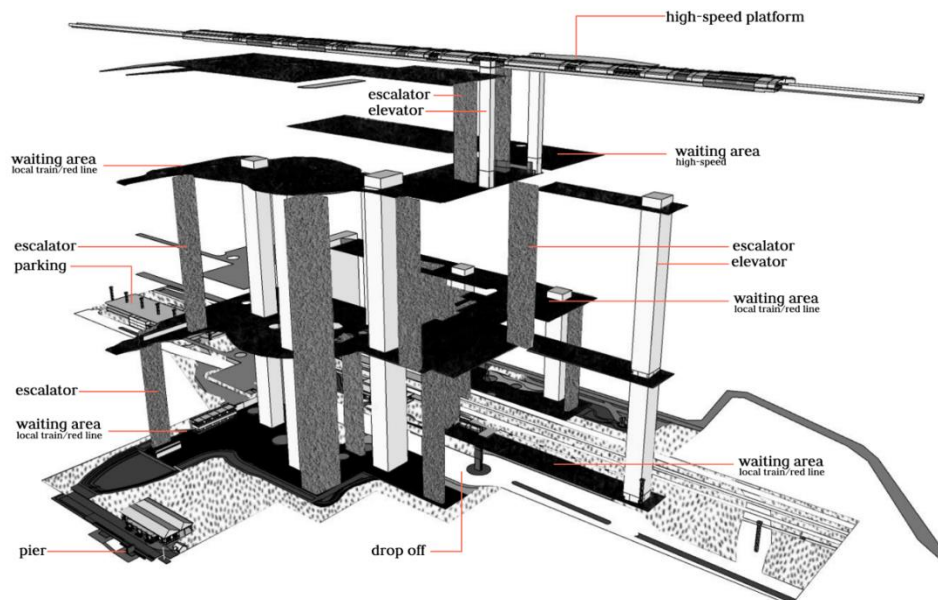 high-speed platform
escalator
elevator
waiting area
local train/red line
waiting area
high-speed
escalator
parking
escalator
elevator
waiting area
local train/red line
escalator
waiting area
local train/red line
waiting area
local train/red line
pier
drop off